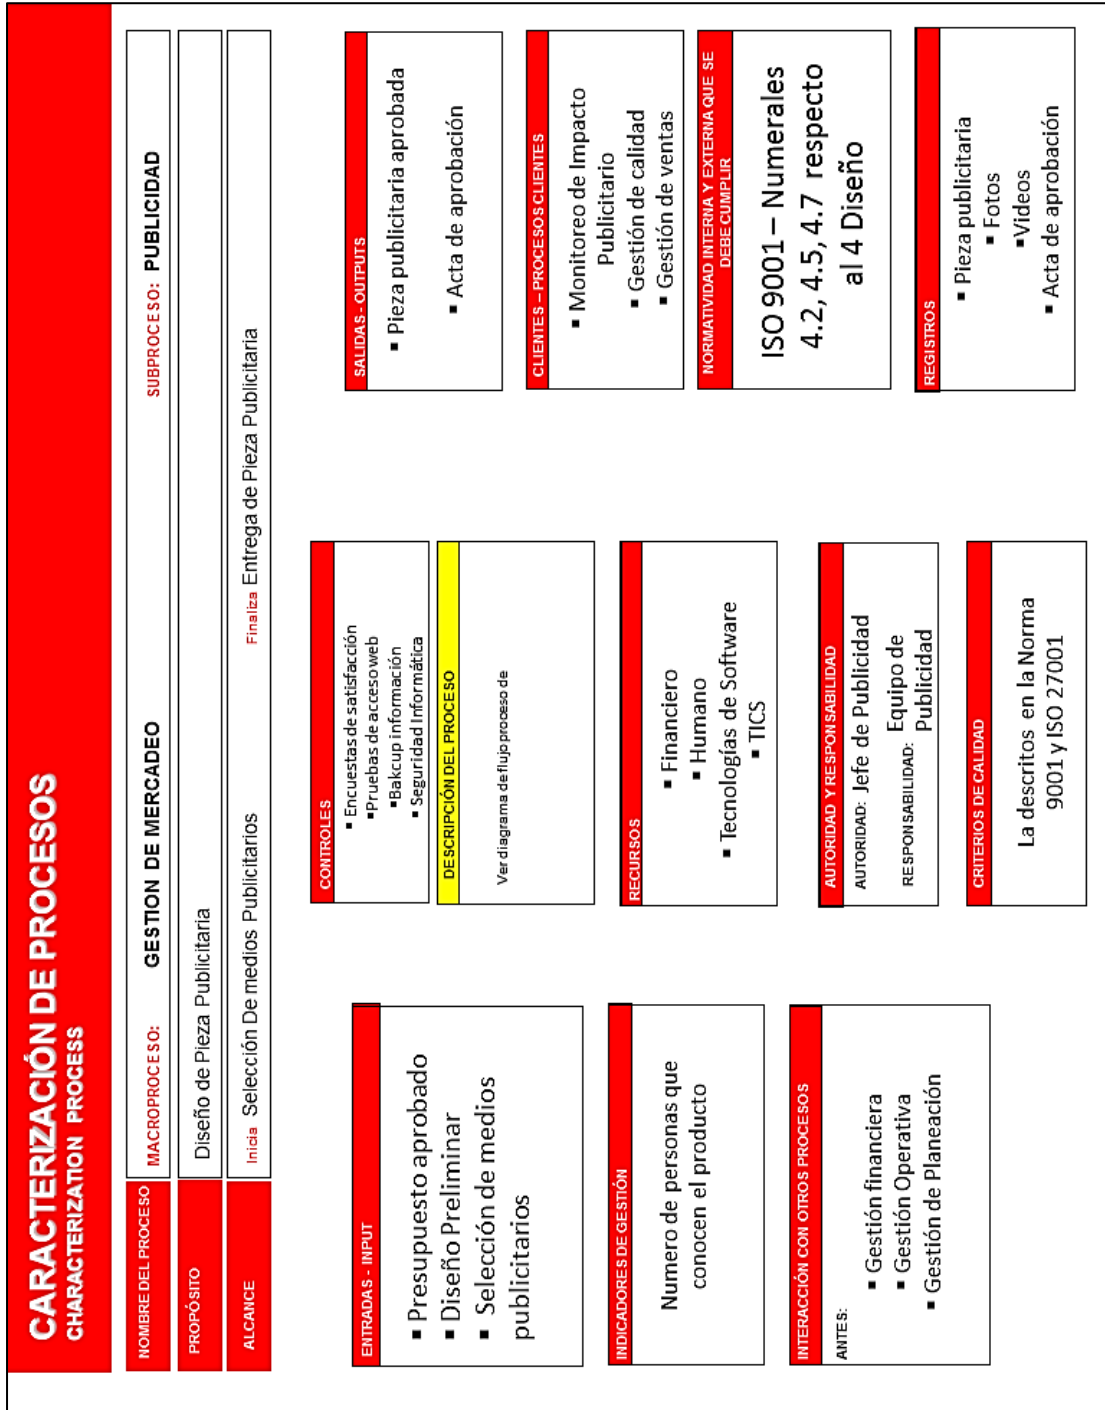 CARACTERIZACIÓN DE PROCESOS
CHARACTERIZATION PROCESS
NOMBRE DEL PROCESO
MACROPROCESO: GESTION DE MERCADEO SUBPROCESO: PUBLICIDAD
PROPÓSITO
Diseño de Pieza Publicitaria
ALCANCE
Inicia Selección De medios Publicitarios Finaliza Entrega de Pieza Publicitaria
ENTRADAS - INPUT
▪ Presupuesto aprobado
▪ Diseño Preliminar
▪ Selección de medios
publicitarios
INDICADORES DE GESTIÓN
Numero de personas que
conocen el producto
INTERACCIÓN CON OTROS PROCESOS
ANTES:
▪ Gestión financiera
▪ Gestión Operativa
▪ Gestión de Planeación
CONTROLES
▪ Encuestas de satisfacción
▪ Pruebas de acceso web
▪ Bakcup información
▪ Seguridad Informática
DESCRIPCIÓN DEL PROCESO
Ver diagrama de flujo proceso de
RECURSOS
▪ Financiero
▪ Humano
▪ Tecnologías de Software
▪ TICS
AUTORIDAD Y RESPONSABILIDAD
AUTORIDAD: Jefe de Publicidad
RESPONSABILIDAD: Equipo de
Publicidad
CRITERIOS DE CALIDAD
La descritos en la Norma
9001 y ISO 27001
SALIDAS - OUTPUTS
▪ Pieza publicitaria aprobada
▪ Acta de aprobación
CLIENTES – PROCESOS CLIENTES
▪ Monitoreo de Impacto
Publicitario
▪ Gestión de calidad
▪ Gestión de ventas
NORMATIVIDAD INTERNA Y EXTERNA QUE SE
DEBE CUMPLIR
ISO 9001 – Numerales
4.2, 4.5, 4.7 respecto
al 4 Diseño
REGISTROS
▪ Pieza publicitaria
▪ Fotos
▪ Videos
▪ Acta de aprobación